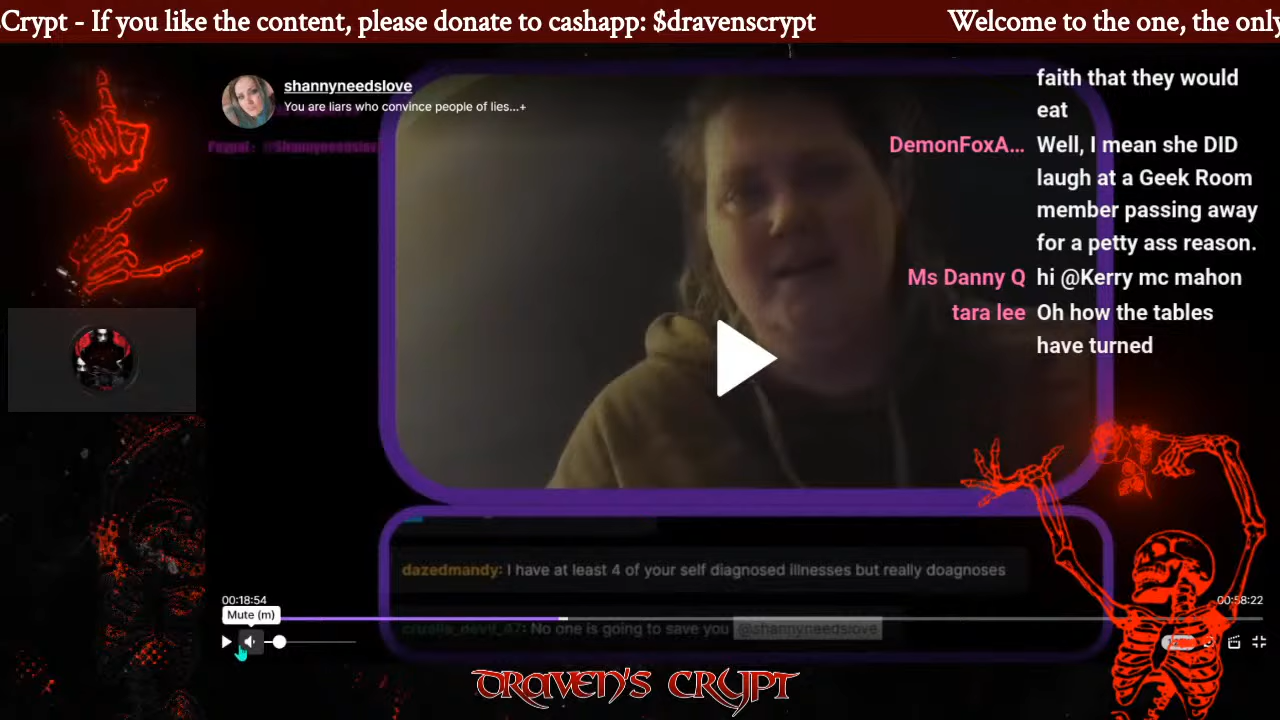 Crypt - If you like the content, please donate to cashapp: $dravenscrypt
Welcome to the one, the only
shannyneedslove
You are liars who convince people of lies...+
Paypal: @Shannyneedslov
faith that they would
eat
DemonFoxA... Well, I mean she DID
laugh at a Geek Room
member passing away
for a petty ass reason.
Ms Danny Q hi @Kerry mc mahon
tara lee Oh how the tables
have turned
dazedmandy: I have at least 4 of your self diagnosed illnesses but really doagnoses
00:18:54
00:58:22
Mute (m)
cruella_devil_47: No one is going to save you @shannyneedslove
DRAVEN'S CRYPT